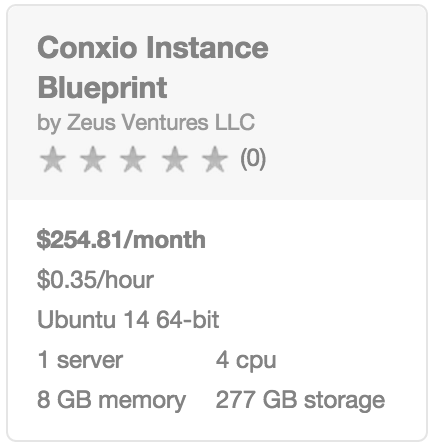 Conxio Instance
Blueprint
by Zeus Ventures LLC
(0)
$254.81/month
$0.35/hour
Ubuntu 14 64-bit
1 server 4 cpu
8 GB memory 277 GB storage